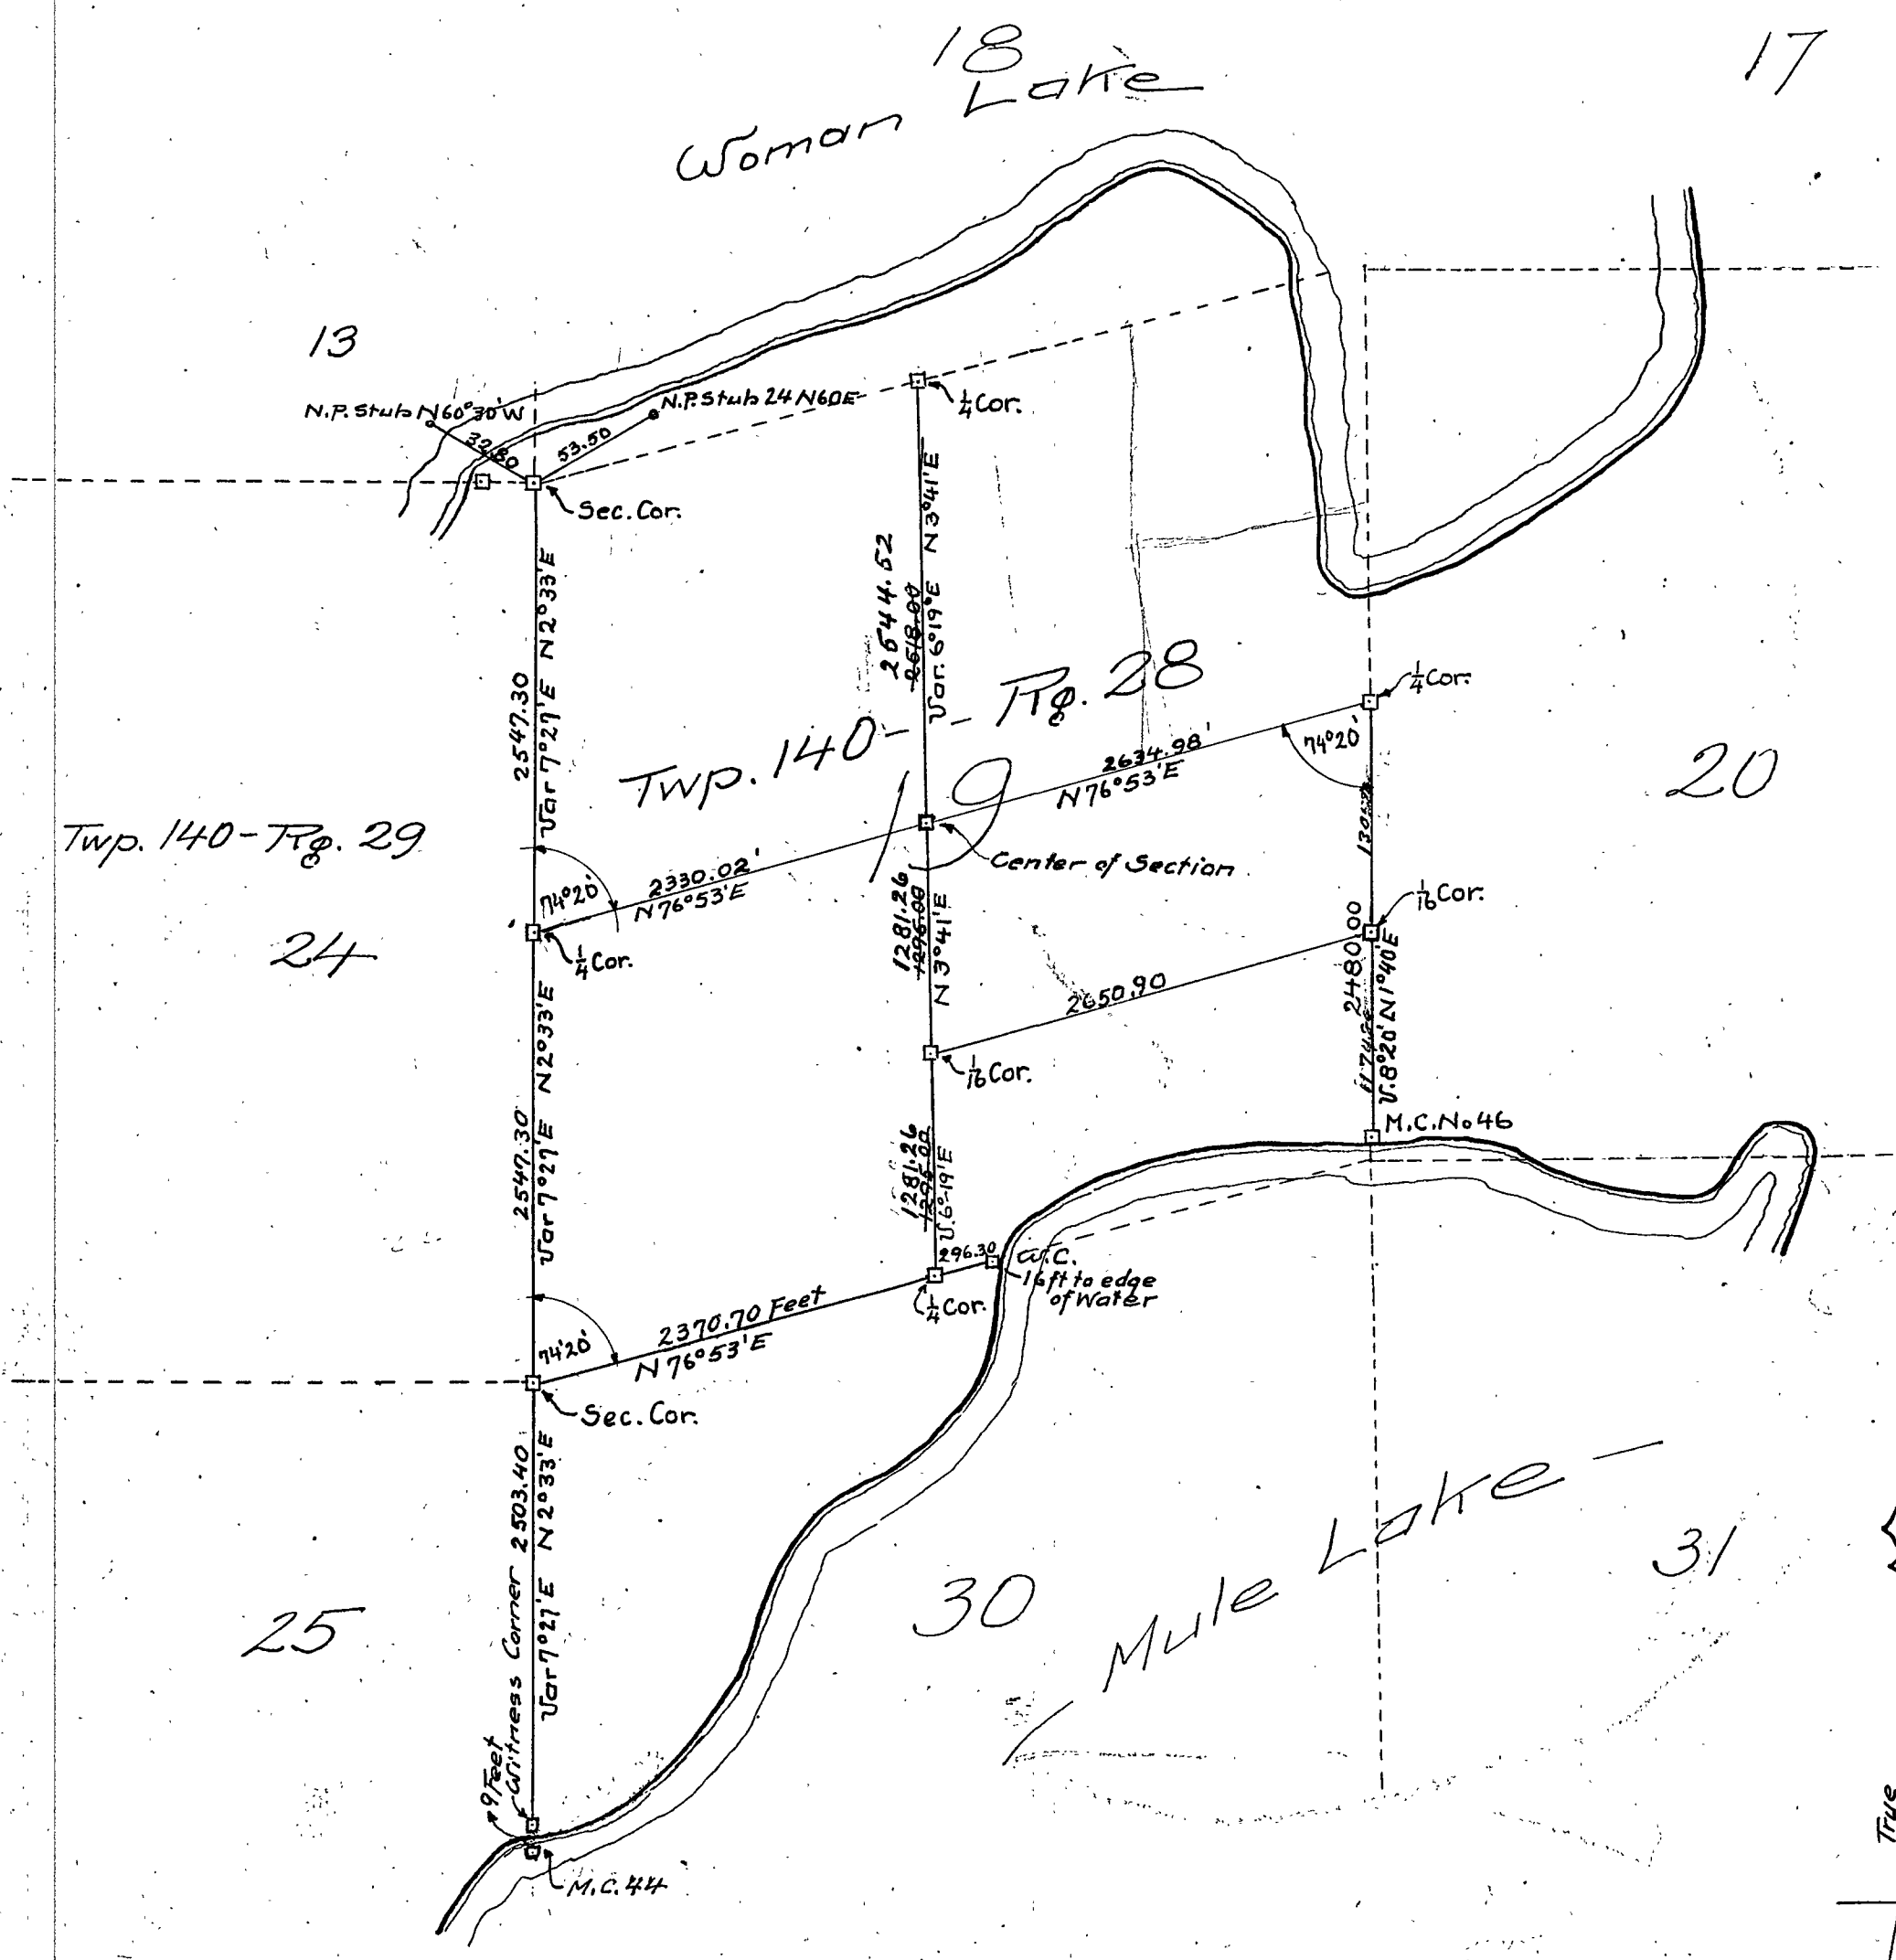 18
17
Woman Lake
13
N.P. Stub N60°30'W
32.80
53.50
N.P. Stub 24 N60E
1/4 Cor.
Sec. Cor.
2547.30
Var 7°27'E N2°33'E
2544.52
2618.00
Var. 6°19'E N3°41'E
Twp. 140 - Rg. 28
19
1/4 Cor.
74°20'
2634.98'
N76°53'E
20
Twp. 140 - Rg. 29
Center of Section
2330.02'
N76°53'E
74°20'
1/4 Cor.
24
1281.26
1296.00
N3°41'E
1/16 Cor.
2480.00
V. 8°20' N1°40'E
2650.90
1/16 Cor.
2547.30
Var 7°27'E N2°33'E
1281.26
V. 6°-19'E
M.C. No 46
296.30
W.C.
16 ft to edge
of Water
1/4 Cor.
2370.70 Feet
N76°53'E
74°20'
Sec. Cor.
Witness Corner 2503.40
Var 7°27'E N2°33'E
9 Feet
25
30
Mule Lake
31
M.C. 44
True